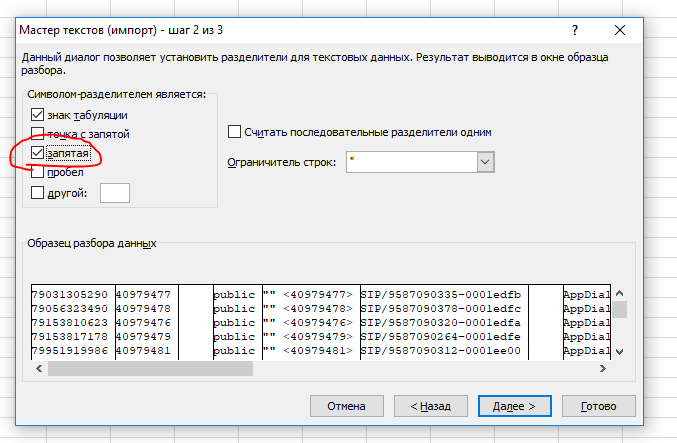 Мастер текстов (импорт) - шаг 2 из 3
Данный диалог позволяет установить разделители для текстовых данных. Результат выводится в окне образца
разбора.
Символом-разделителем является:
знак табуляции
точка с запятой
запятая
пробел
другой:
Считать последовательные разделители одним
Ограничитель строк: "
Образец разбора данных
79031305290 40979477 public "" <40979477> SIP/9587090335-0001edfb AppDial
79056323490 40979478 public "" <40979478> SIP/9587090378-0001edfc AppDial
79153810623 40979476 public "" <40979476> SIP/9587090320-0001edfa AppDial
79153817178 40979479 public "" <40979479> SIP/9587090264-0001edfe AppDial
79951919986 40979481 public "" <40979481> SIP/9587090312-0001ee00 AppDial
Отмена < Назад Далее > Готово